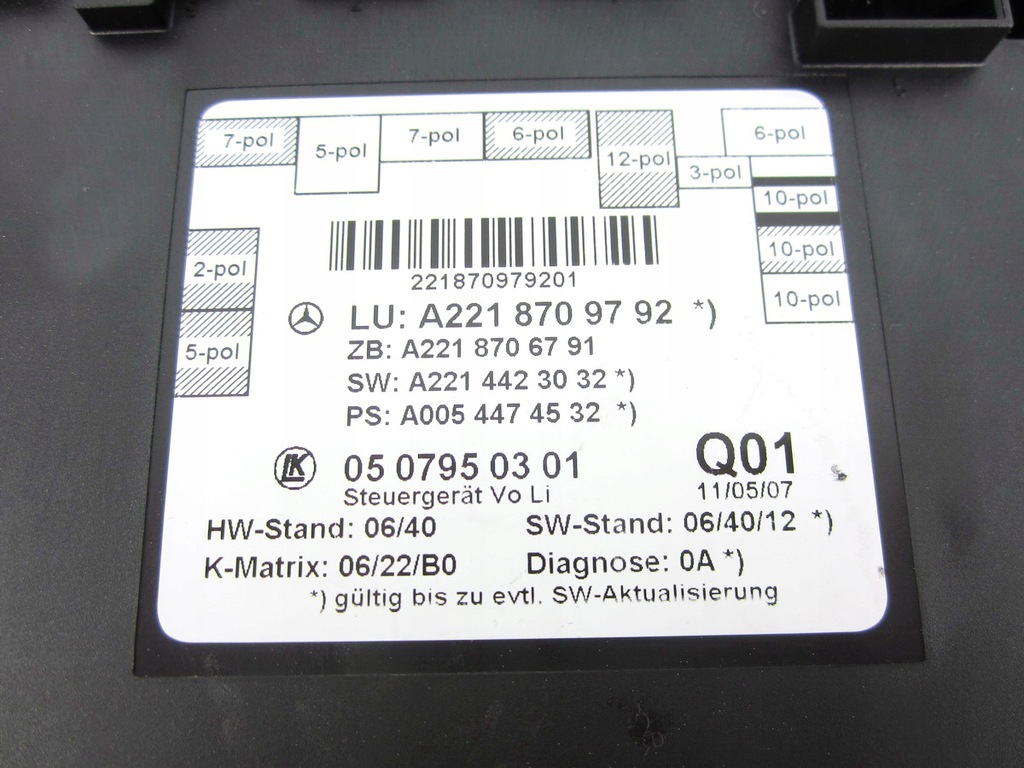 7-pol 5-pol 7-pol 6-pol 12-pol 3-pol 6-pol
10-pol
10-pol
10-pol
2-pol
5-pol
221870979201
LU: A221 870 97 92 *)
ZB: A221 870 67 91
SW: A221 442 30 32 *)
PS: A005 447 45 32 *)
LK 05 0795 03 01 Q01
Steuergerät Vo Li 11/05/07
HW-Stand: 06/40 SW-Stand: 06/40/12 *)
K-Matrix: 06/22/B0 Diagnose: 0A *)
*) gültig bis zu evtl. SW-Aktualisierung